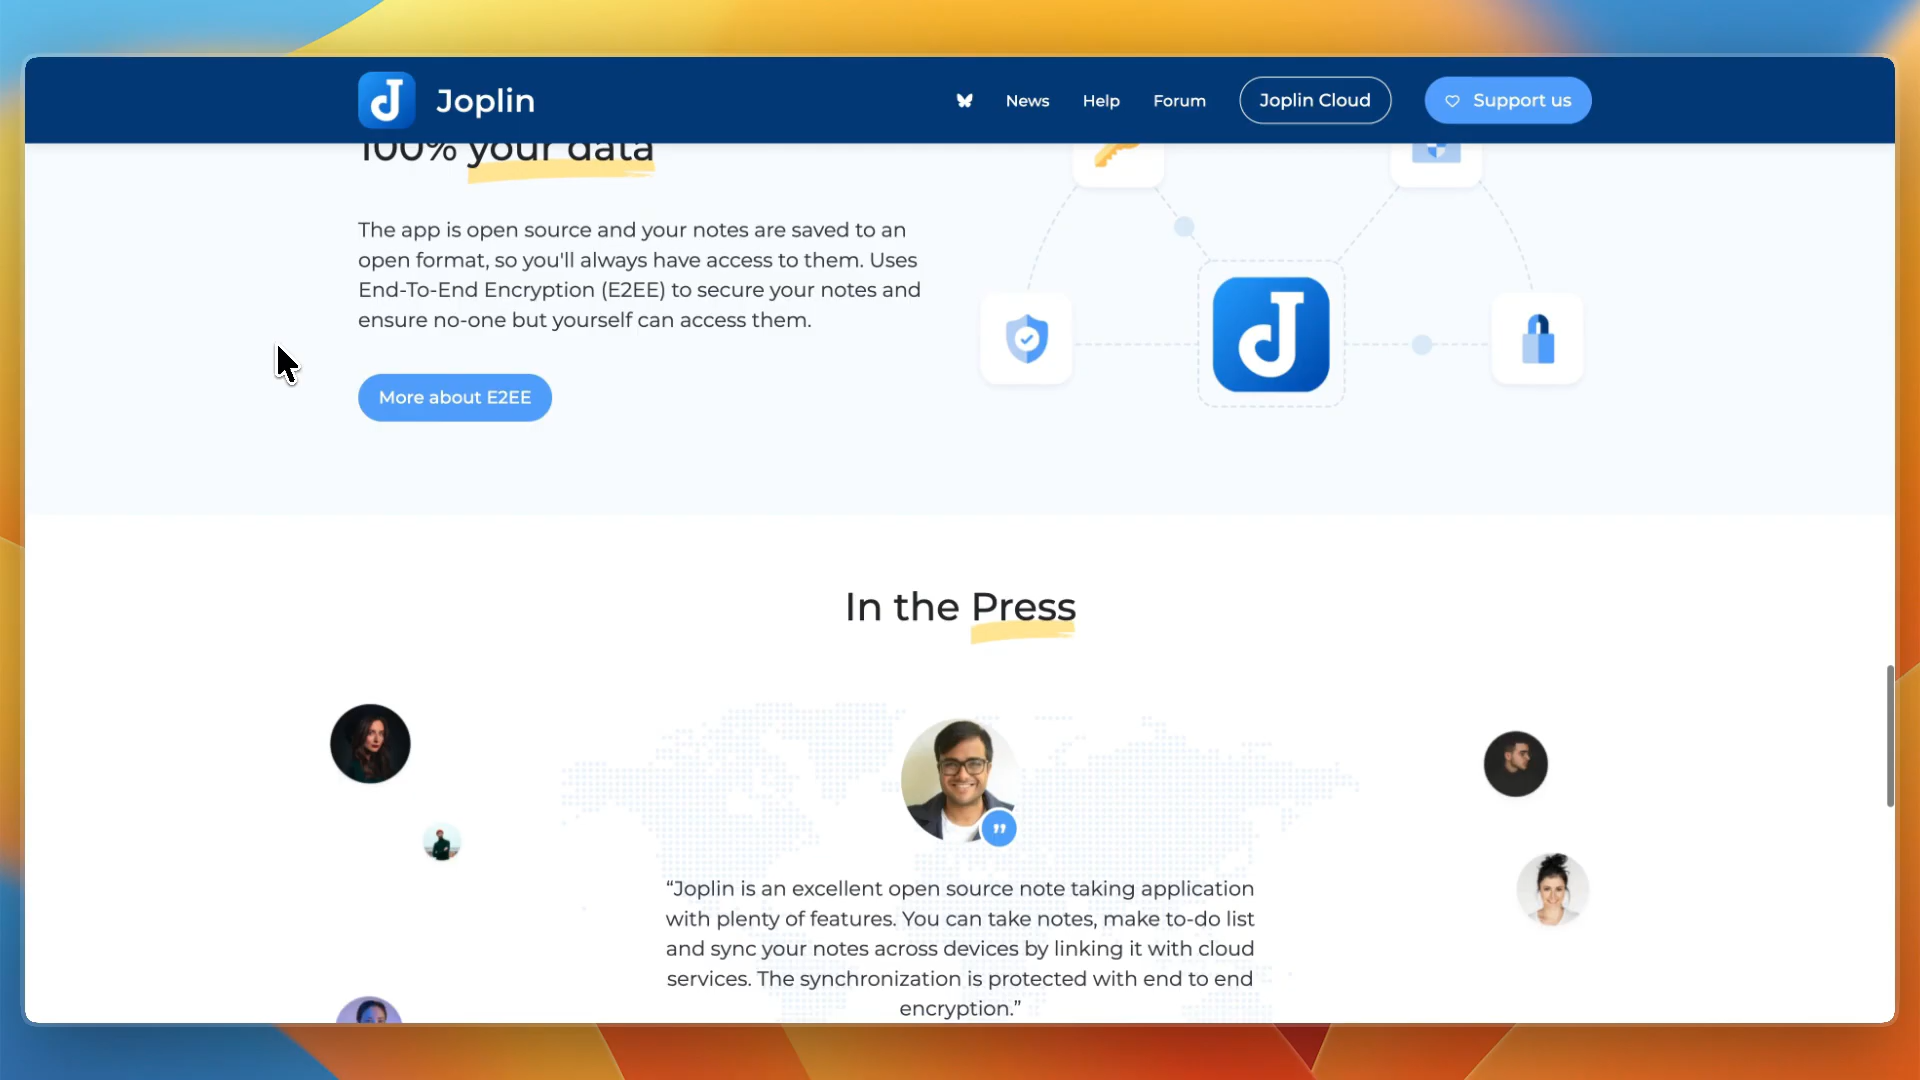 Joplin
News
Help
Forum
Joplin Cloud
Support us
100% your data
The app is open source and your notes are saved to an
open format, so you'll always have access to them. Uses
End-To-End Encryption (E2EE) to secure your notes and
ensure no-one but yourself can access them.
More about E2EE
In the Press
“Joplin is an excellent open source note taking application
with plenty of features. You can take notes, make to-do list
and sync your notes across devices by linking it with cloud
services. The synchronization is protected with end to end
encryption.”